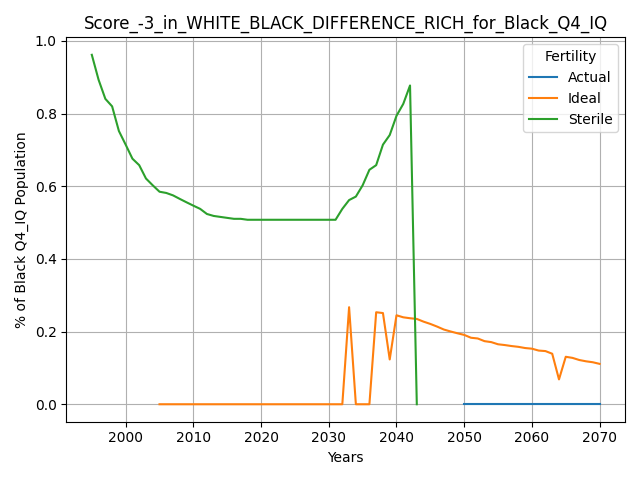 Score_-3_in_WHITE_BLACK_DIFFERENCE_RICH_for_Black_Q4_IQ
Fertility
Actual
Ideal
Sterile
% of Black Q4_IQ Population
1.0
0.8
0.6
0.4
0.2
0.0
2000 2010 2020 2030 2040 2050 2060 2070
Years